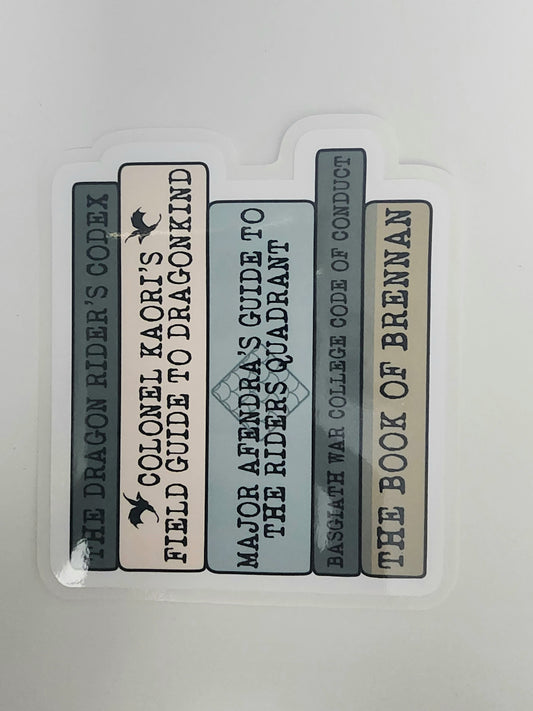 THE DRAGON RIDER'S CODEX
COLONEL KAORI'S
FIELD GUIDE TO DRAGONKIND
MAJOR AFENDRA'S GUIDE TO
THE RIDERS QUADRANT
BASGIATH WAR COLLEGE CODE OF CONDUCT
THE BOOK OF BRENNAN